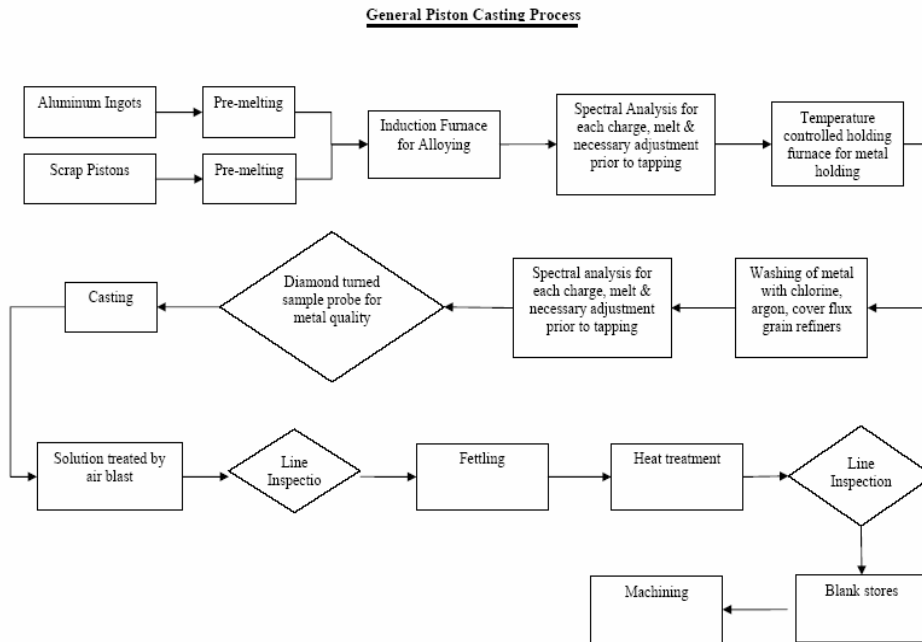 General Piston Casting Process
Aluminum Ingots
Pre-melting
Scrap Pistons
Pre-melting
Induction Furnace
for Alloying
Spectral Analysis for
each charge, melt &
necessary adjustment
prior to tapping
Temperature
controlled holding
furnace for metal
holding
Washing of metal
with chlorine,
argon, cover flux
grain refiners
Spectral analysis for
each charge, melt &
necessary adjustment
prior to tapping
Diamond turned
sample probe for
metal quality
Casting
Solution treated by
air blast
Line
Inspectio
Fettling
Heat treatment
Line
Inspection
Blank stores
Machining